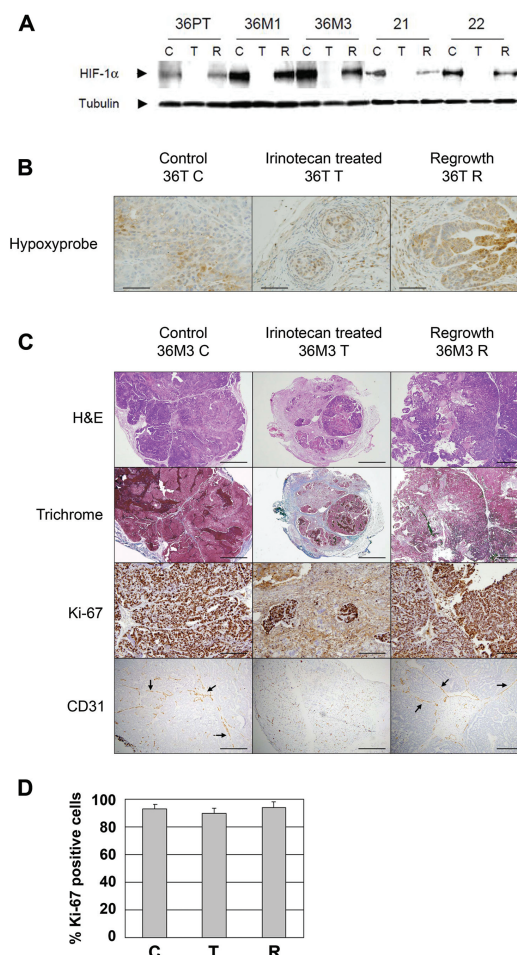 A
36PT 36M1 36M3 21 22
C T R C T R C T R C T R C T R
HIF-1α
Tubulin
B
Control Irinotecan treated Regrowth
36T C 36T T 36T R
Hypoxyprobe
C
Control Irinotecan treated Regrowth
36M3 C 36M3 T 36M3 R
H&E
Trichrome
Ki-67
CD31
D
% Ki-67 positive cells
100
80
60
40
20
0
C T R